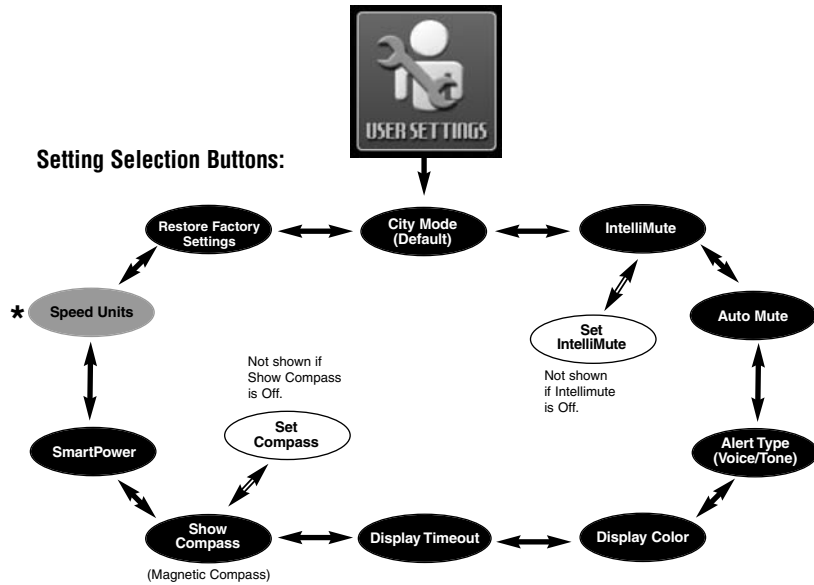 USER SETTINGS
Setting Selection Buttons:
Restore Factory
Settings
City Mode
(Default)
IntelliMute
* Speed Units
Set
IntelliMute
Auto Mute
Not shown if
Show Compass
is Off.
Not shown
if Intellimute
is Off.
Set
Compass
SmartPower
Alert Type
(Voice/Tone)
Show
Compass
Display Timeout
Display Color
(Magnetic Compass)